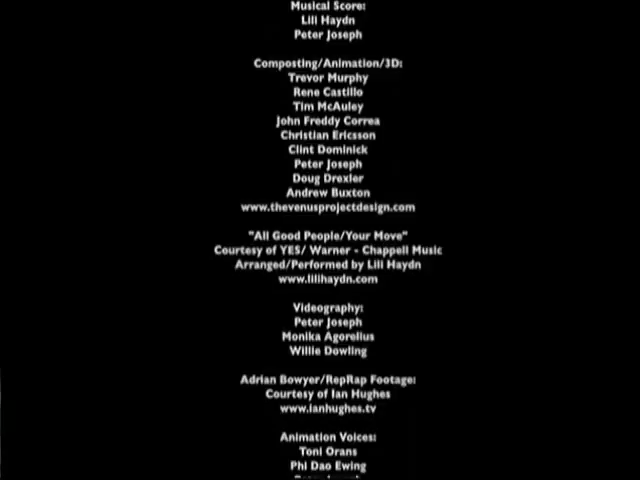 Musical Score:
Lili Haydn
Peter Joseph
Composting/Animation/3D:
Trevor Murphy
Rene Castillo
Tim McAuley
John Freddy Correa
Christian Ericsson
Clint Dominick
Peter Joseph
Doug Drexler
Andrew Buxton
www.thevenusprojectdesign.com
"All Good People/Your Move"
Courtesy of YES/ Warner - Chappell Music
Arranged/Performed by Lili Haydn
www.lilihaydn.com
Videography:
Peter Joseph
Monika Agorelius
Willie Dowling
Adrian Bowyer/RepRap Footage:
Courtesy of Ian Hughes
www.ianhughes.tv
Animation Voices:
Toni Orans
Phi Dao Ewing